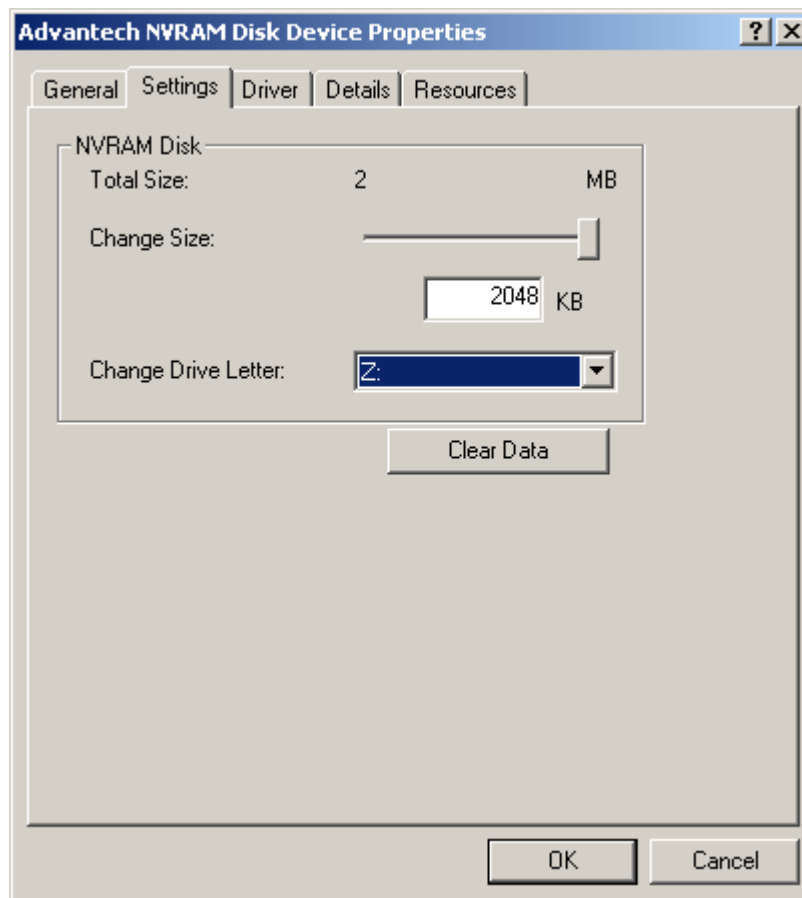 Advantech NVRAM Disk Device Properties
General Settings Driver Details Resources
NVRAM Disk
Total Size: 2 MB
Change Size:
2048 KB
Change Drive Letter: Z:
Clear Data
OK Cancel